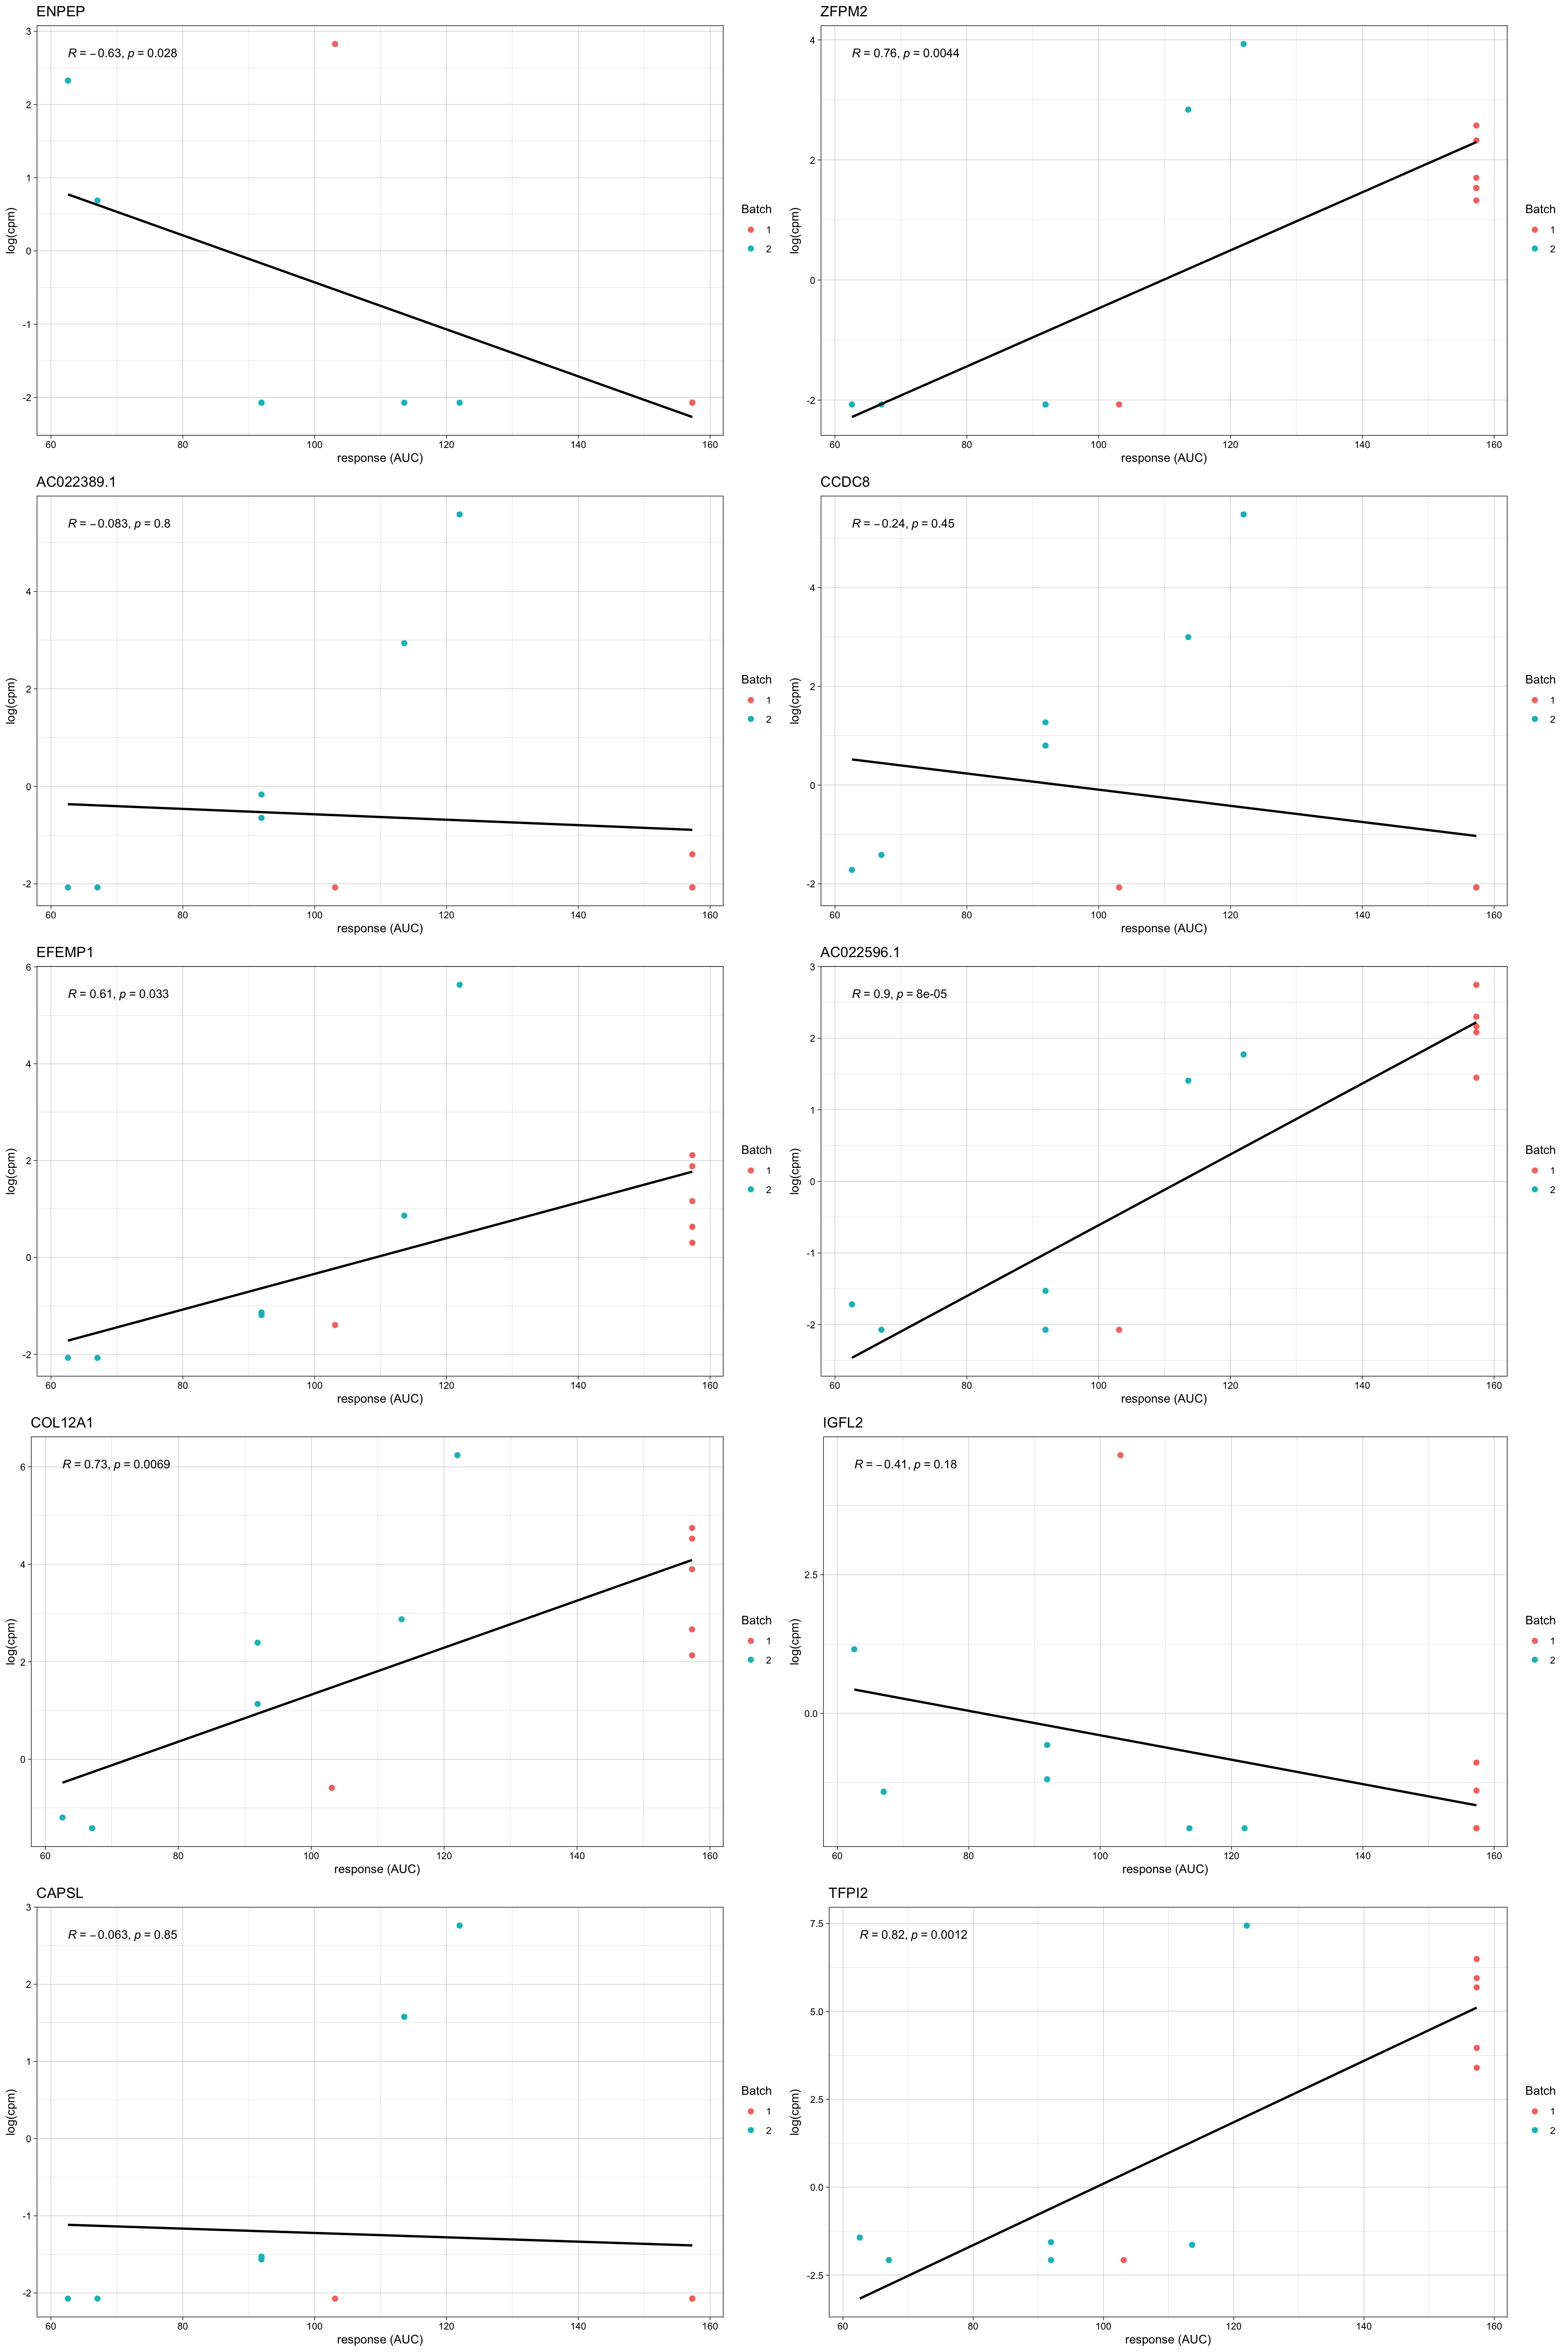 ENPEP
R = −0.63, p = 0.028
3
2
1
0
-1
-2
log(cpm)
60 80 100 120 140 160
response (AUC)
Batch
1
2
ZFPM2
R = 0.76, p = 0.0044
4
2
0
-2
log(cpm)
60 80 100 120 140 160
response (AUC)
Batch
1
2
AC022389.1
R = −0.083, p = 0.8
4
2
0
-2
log(cpm)
60 80 100 120 140 160
response (AUC)
Batch
1
2
CCDC8
R = −0.24, p = 0.45
4
2
0
-2
log(cpm)
60 80 100 120 140 160
response (AUC)
Batch
1
2
EFEMP1
R = 0.61, p = 0.033
6
4
2
0
-2
log(cpm)
60 80 100 120 140 160
response (AUC)
Batch
1
2
AC022596.1
R = 0.9, p = 8e-05
3
2
1
0
-1
-2
log(cpm)
60 80 100 120 140 160
response (AUC)
Batch
1
2
COL12A1
R = 0.73, p = 0.0069
6
4
2
0
log(cpm)
60 80 100 120 140 160
response (AUC)
Batch
1
2
IGFL2
R = −0.41, p = 0.18
2.5
0.0
log(cpm)
60 80 100 120 140 160
response (AUC)
Batch
1
2
CAPSL
R = −0.063, p = 0.85
3
2
1
0
-1
-2
log(cpm)
60 80 100 120 140 160
response (AUC)
Batch
1
2
TFPI2
R = 0.82, p = 0.0012
7.5
5.0
2.5
0.0
-2.5
log(cpm)
60 80 100 120 140 160
response (AUC)
Batch
1
2